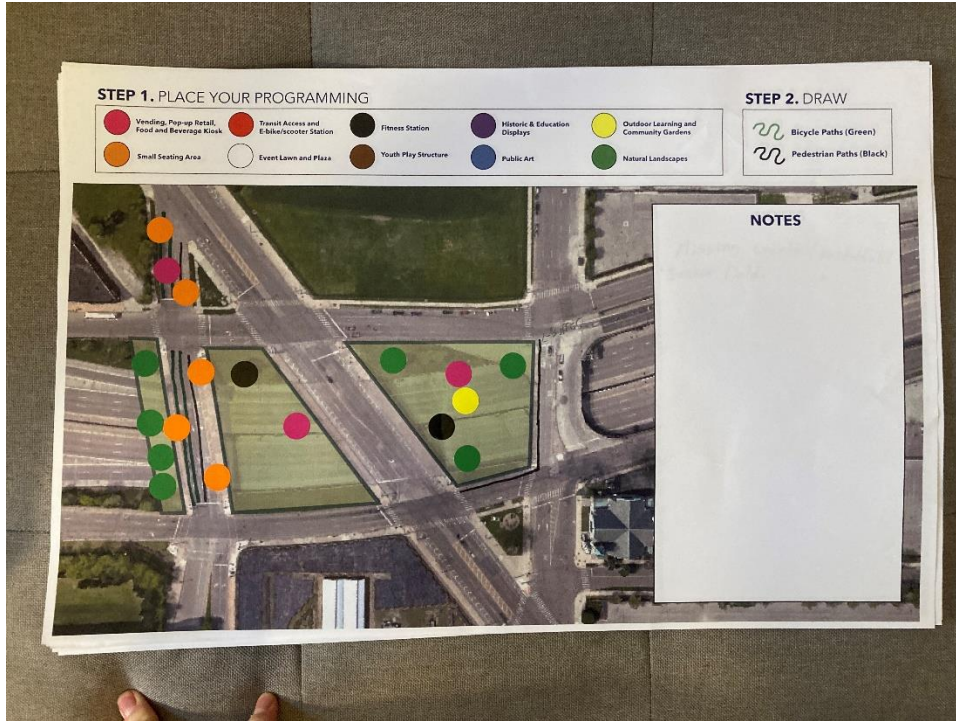 STEP 1. PLACE YOUR PROGRAMMING
Vending, Pop-up Retail,
Food and Beverage Kiosk
Transit Access and
E-bike/scooter Station
Fitness Station
Historic & Education
Displays
Outdoor Learning and
Community Gardens
Small Seating Area
Event Lawn and Plaza
Youth Play Structure
Public Art
Natural Landscapes
STEP 2. DRAW
Bicycle Paths (Green)
Pedestrian Paths (Black)
NOTES